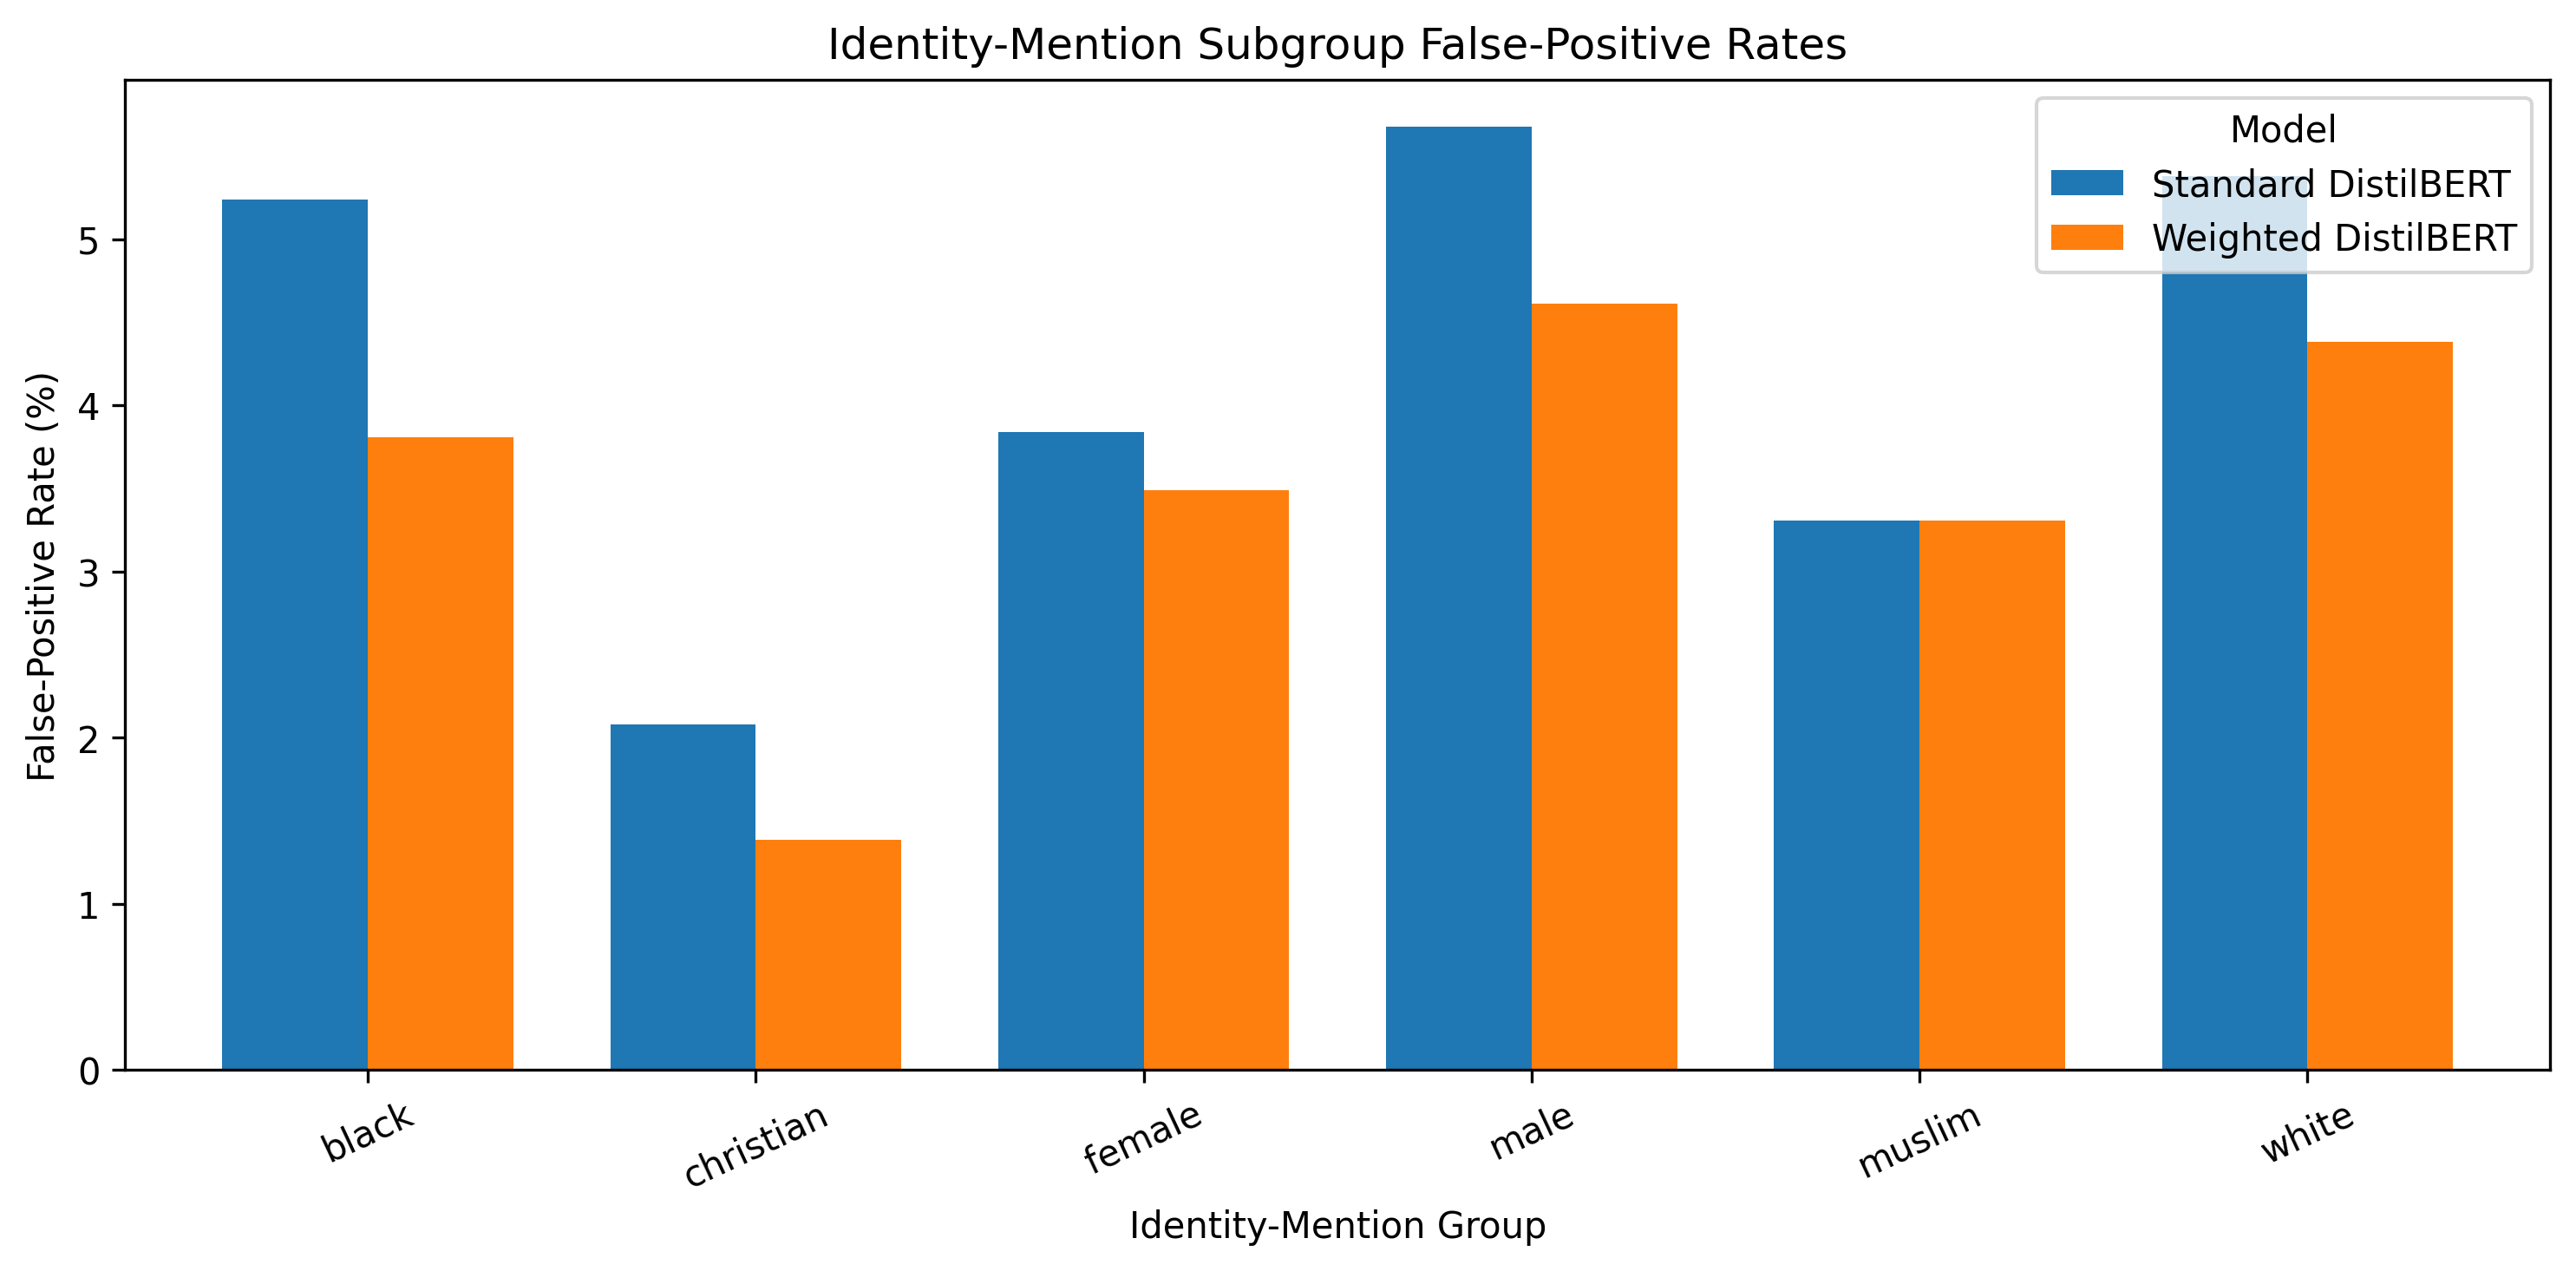 Identity-Mention Subgroup False-Positive Rates
Model
Standard DistilBERT
Weighted DistilBERT
False-Positive Rate (%)
5
4
3
2
1
0
black
christian
female
male
muslim
white
Identity-Mention Group